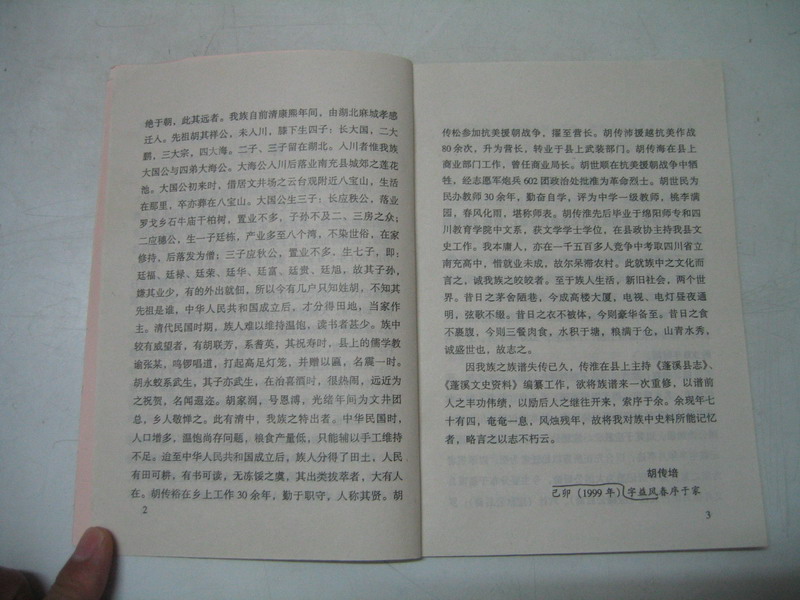 绝于朝，此其远者。我族自前清康熙年间，由湖北麻城孝感
迁入。先祖胡其祥公，未入川，膝下生四子：长大国，二大
鹏，三大宗，四大海。二子、三子留在湖北。入川者惟我族
大国公与四弟大海公。大海公入川后落业南充县城郊之莲花
池。大国公初来时，借居文井场之云台观附近八宝山，生活
在那里，卒亦葬在八宝山。大国公生三子：长应秩公，落业
罗戈乡石牛庙干柏树，置业不多，子孙不及二、三房之众；
二应穗公，生一子廷栋，产业多至八个湾，不染世俗，在家
修持，后落发为僧；三子应秋公，置业不多，生七子，即：
廷福、廷禄、廷荣、廷华、廷富、廷贵、廷焰，故其子孙，
嫌其业少，有的外出就佃，所以今有几户只知姓胡，不知其
先祖是谁，中华人民共和国成立后，才分得田地，当家作
主。清代民国时期，族人难以维持温饱，读书者甚少。族中
较有威望者，有胡联芳，系耆英，其祝寿时，县上的儒学教
谕张某，鸣锣唱道，打起高足灯笼，并赠以匾，名震一时。
胡永蛟系武生，其子亦武生，在治喜酒时，很热闹，远近为
之祝贺，名闻遐迩。胡家润，号恩溥，光绪年间为文井团
总，乡人敬惮之。此有清中，我族之特出者。中华民国时，
人口增多，温饱尚存问题，粮食产量低，只能辅以手工维持
不足。迨至中华人民共和国成立后，族人分得了田土，人民
有田可耕，有书可读，无冻馁之虞，其出类拔萃者，大有人
在。胡传裕在乡上工作30余年，勤于职守，人称其贤。胡
2
传松参加抗美援朝战争，擢至营长。胡传沛援越抗美作战
80余次，升为营长，转业于县上武装部门。胡传海在县上
商业部门工作，曾任商业局长。胡世顺在抗美援朝战争中牺
牲，经志愿军炮兵602团政治处批准为革命烈士。胡世民为
民办教师30余年，勤奋自学，评为中学一级教师，桃李满
园，春风化雨，堪称师表。胡传淮先后毕业于绵阳师专和四
川教育学院中文系，获文学学士学位，在县政协主持我县文
史工作。我本庸人，亦在一千五百多人竞争中考取四川省立
南充高中，惜就业未成，故尔呆滞农村。此就族中之文化而
言之，诚我族之皎皎者。至于族人生活，新旧社会，两个世
界。昔日之茅舍陋巷，今成高楼大厦，电视、电灯昼夜通
明，弦歌不缀。昔日之衣不被体，今则豪华备至。昔日之食
不裹腹，今则三餐肉食，水积于塘，粮满于仓，山青水秀，
诚盛世也，故志之。
因我族之族谱失传已久，传淮在县上主持《蓬溪县志》、
《蓬溪文史资料》编纂工作，欲将族谱来一次重修，以谱前
人之丰功伟绩，以励后人之继往开来，索序于余。余现年七
十有四，奄奄一息，风烛残年，故将我对族中史料所能记忆
者，略言之以志不朽云。
胡传培
己卯（1999年）字益风春序于家
3